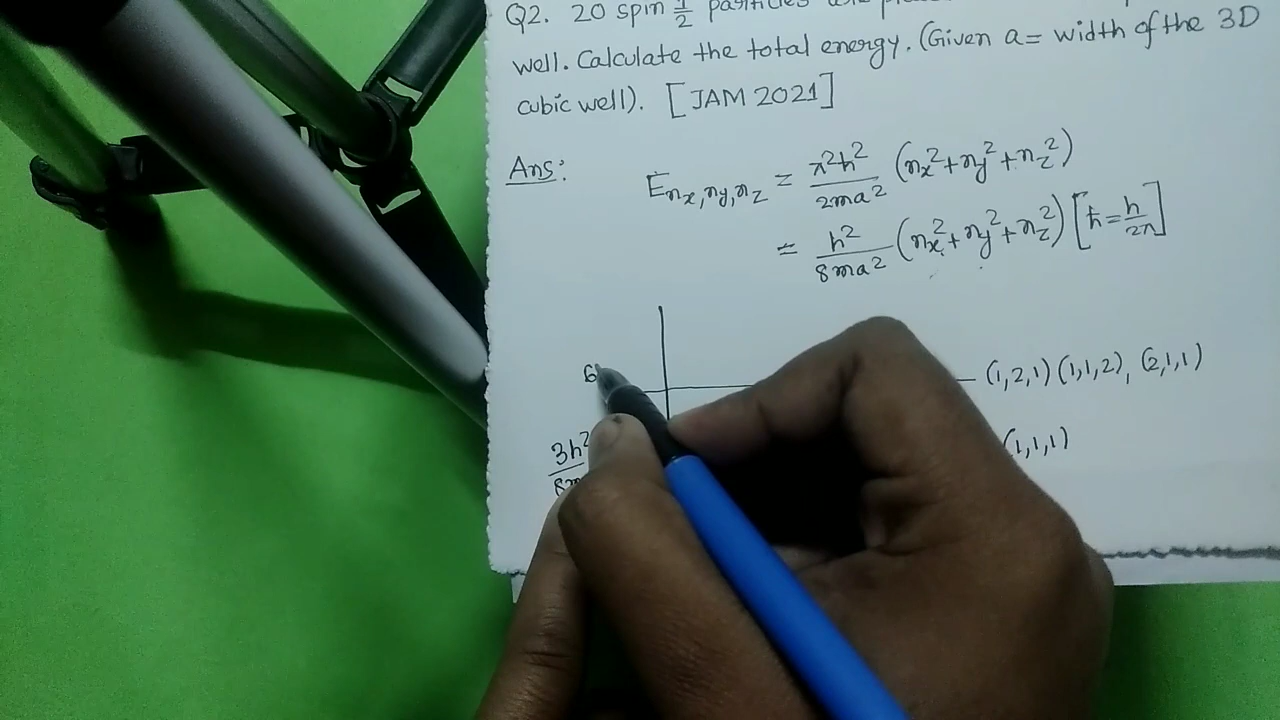 Q2. 20 spin 1/2 particles
well. Calculate the total energy. (Given a= width of the 3D
cubic well). [JAM 2021]
Ans:
E_{nx,ny,nz} = π²ħ²/2ma² (nx²+ny²+nz²)
= h²/8ma² (nx²+ny²+nz²) [ħ=h/2π]
6 (1,2,1) (1,1,2), (2,1,1)
3h² (1,1,1)